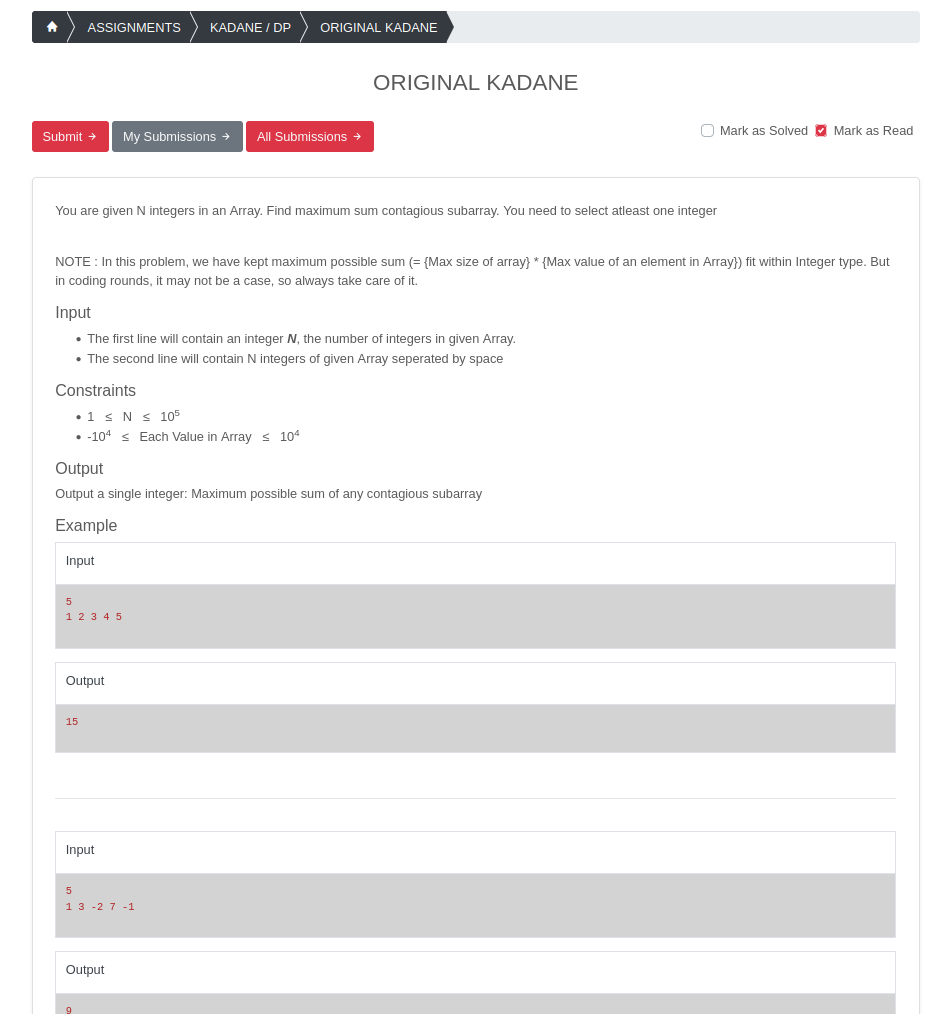 ASSIGNMENTS KADANE / DP ORIGINAL KADANE
ORIGINAL KADANE
Submit My Submissions All Submissions Mark as Solved Mark as Read
You are given N integers in an Array. Find maximum sum contagious subarray. You need to select atleast one integer
NOTE : In this problem, we have kept maximum possible sum (= {Max size of array} * {Max value of an element in Array}) fit within Integer type. But
in coding rounds, it may not be a case, so always take care of it.
Input
• The first line will contain an integer N, the number of integers in given Array.
• The second line will contain N integers of given Array seperated by space
Constraints
• 1 ≤ N ≤ 10⁵
• -10⁴ ≤ Each Value in Array ≤ 10⁴
Output
Output a single integer: Maximum possible sum of any contagious subarray
Example
Input
5
1 2 3 4 5
Output
15
Input
5
1 3 -2 7 -1
Output
9